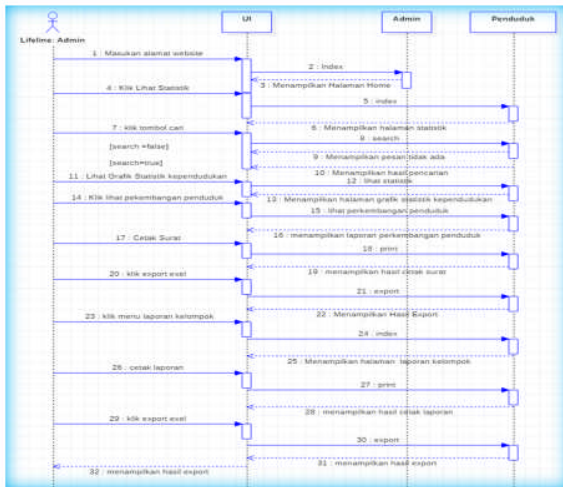 UI
Admin
Penduduk
Lifeline: Admin
1 : Masukan alamat website
2 : Index
3 : Menampilkan Halaman Home
4 : Klik Lihat Statistik
5 : index
6 : Menampilkan halaman statistik
7 : klik tombol cari
8 : search
[search =false]
9 : Menampilkan pesan tidak ada
[search=true]
10 : Menampilkan hasil pencarian
11 : Lihat Grafik Statistik kependudukan
12 : lihat statistik
13 : Menampilkan halaman grafik statistik kependudukan
14 : Klik lihat pekembangan penduduk
15 : lihat perkembangan penduduk
16 : menampilkan laporan perkembangan penduduk
17 : Cetak Surat
18 : print
19 : menampilkan hasil cetak surat
20 : klik export exel
21 : export
22 : Menampilkan Hasil Export
23 : klik menu laporan kelompok
24 : index
25 : Menampilkan halaman laporan kelompok
26 : cetak laporan
27 : print
28 : menampilkan hasil cetak laporan
29 : klik export exel
30 : export
31 : menampilkan hasil export
32 : menampilkan hasil export